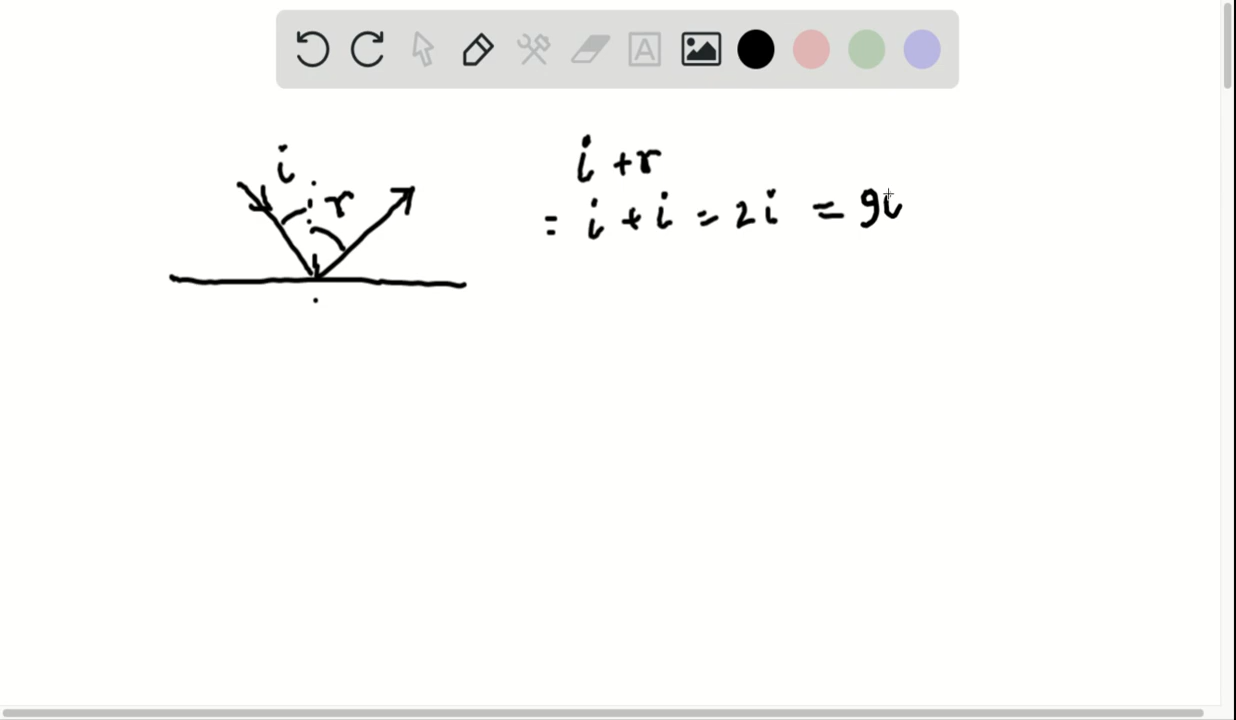 A
i
r
i + r
= i + i = 2i = 9